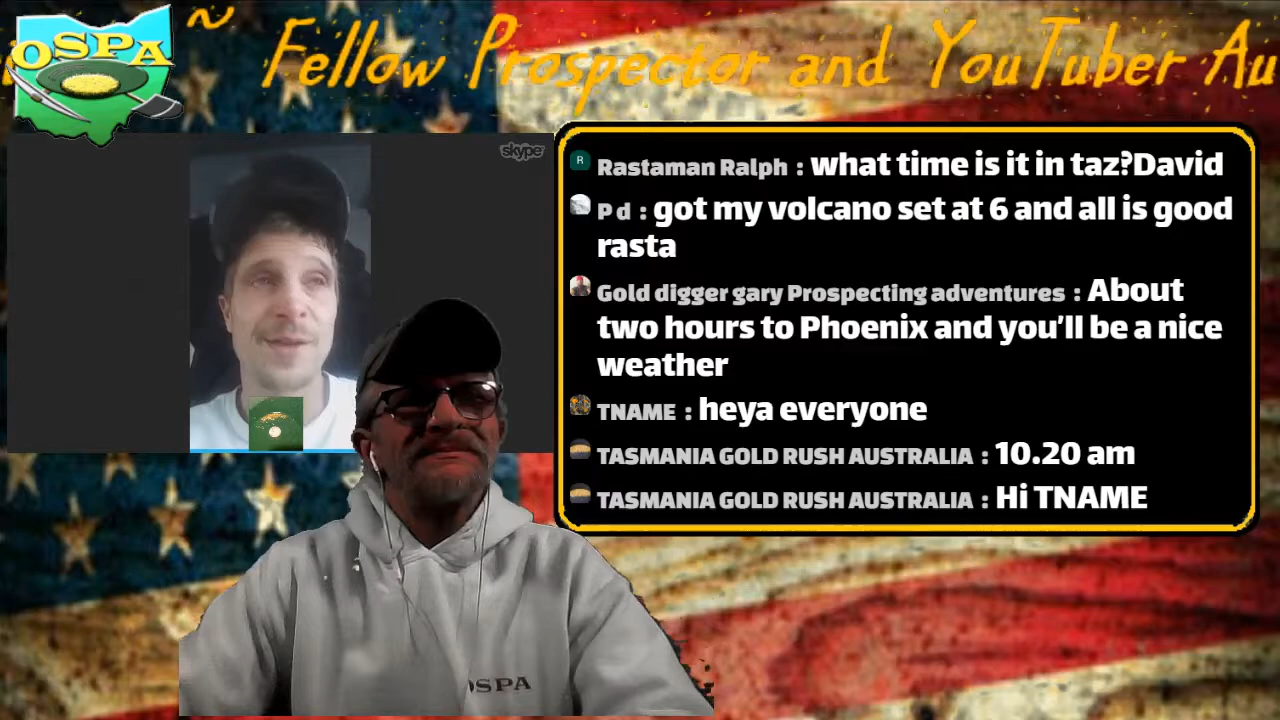 OSPA
~ Fellow Prospector and YouTuber Au
skype
Rastaman Ralph : what time is it in taz?David
P d : got my volcano set at 6 and all is good
rasta
Gold digger gary Prospecting adventures : About
two hours to Phoenix and you'll be a nice
weather
TNAME : heya everyone
TASMANIA GOLD RUSH AUSTRALIA : 10.20 am
TASMANIA GOLD RUSH AUSTRALIA : Hi TNAME
R
OSPA